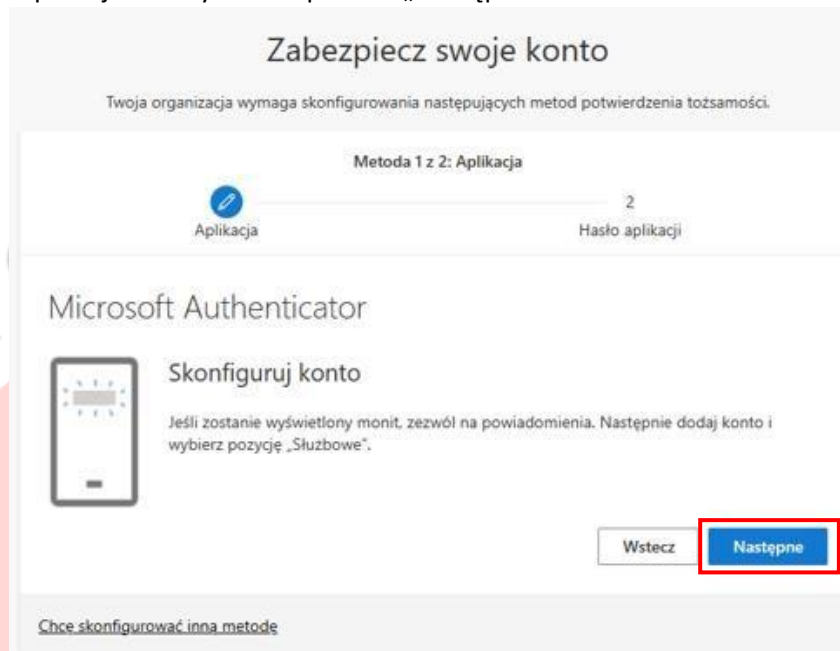 Zabezpiecz swoje konto
Twoja organizacja wymaga skonfigurowania następujących metod potwierdzenia tożsamości.
Metoda 1 z 2: Aplikacja
2
Aplikacja
Hasło aplikacji
Microsoft Authenticator
Skonfiguruj konto
Jeśli zostanie wyświetlony monit, zezwól na powiadomienia. Następnie dodaj konto i
wybierz pozycję „Służbowe”.
Wstecz
Następne
Chcę skonfigurować inną metodę